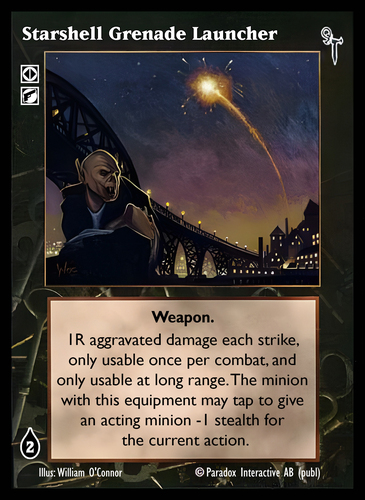 Starshell Grenade Launcher
Weapon.
1R aggravated damage each strike,
only usable once per combat, and
only usable at long range. The minion
with this equipment may tap to give
an acting minion -1 stealth for
the current action.
2
Illus: William O'Connor
© Paradox Interactive AB (publ)